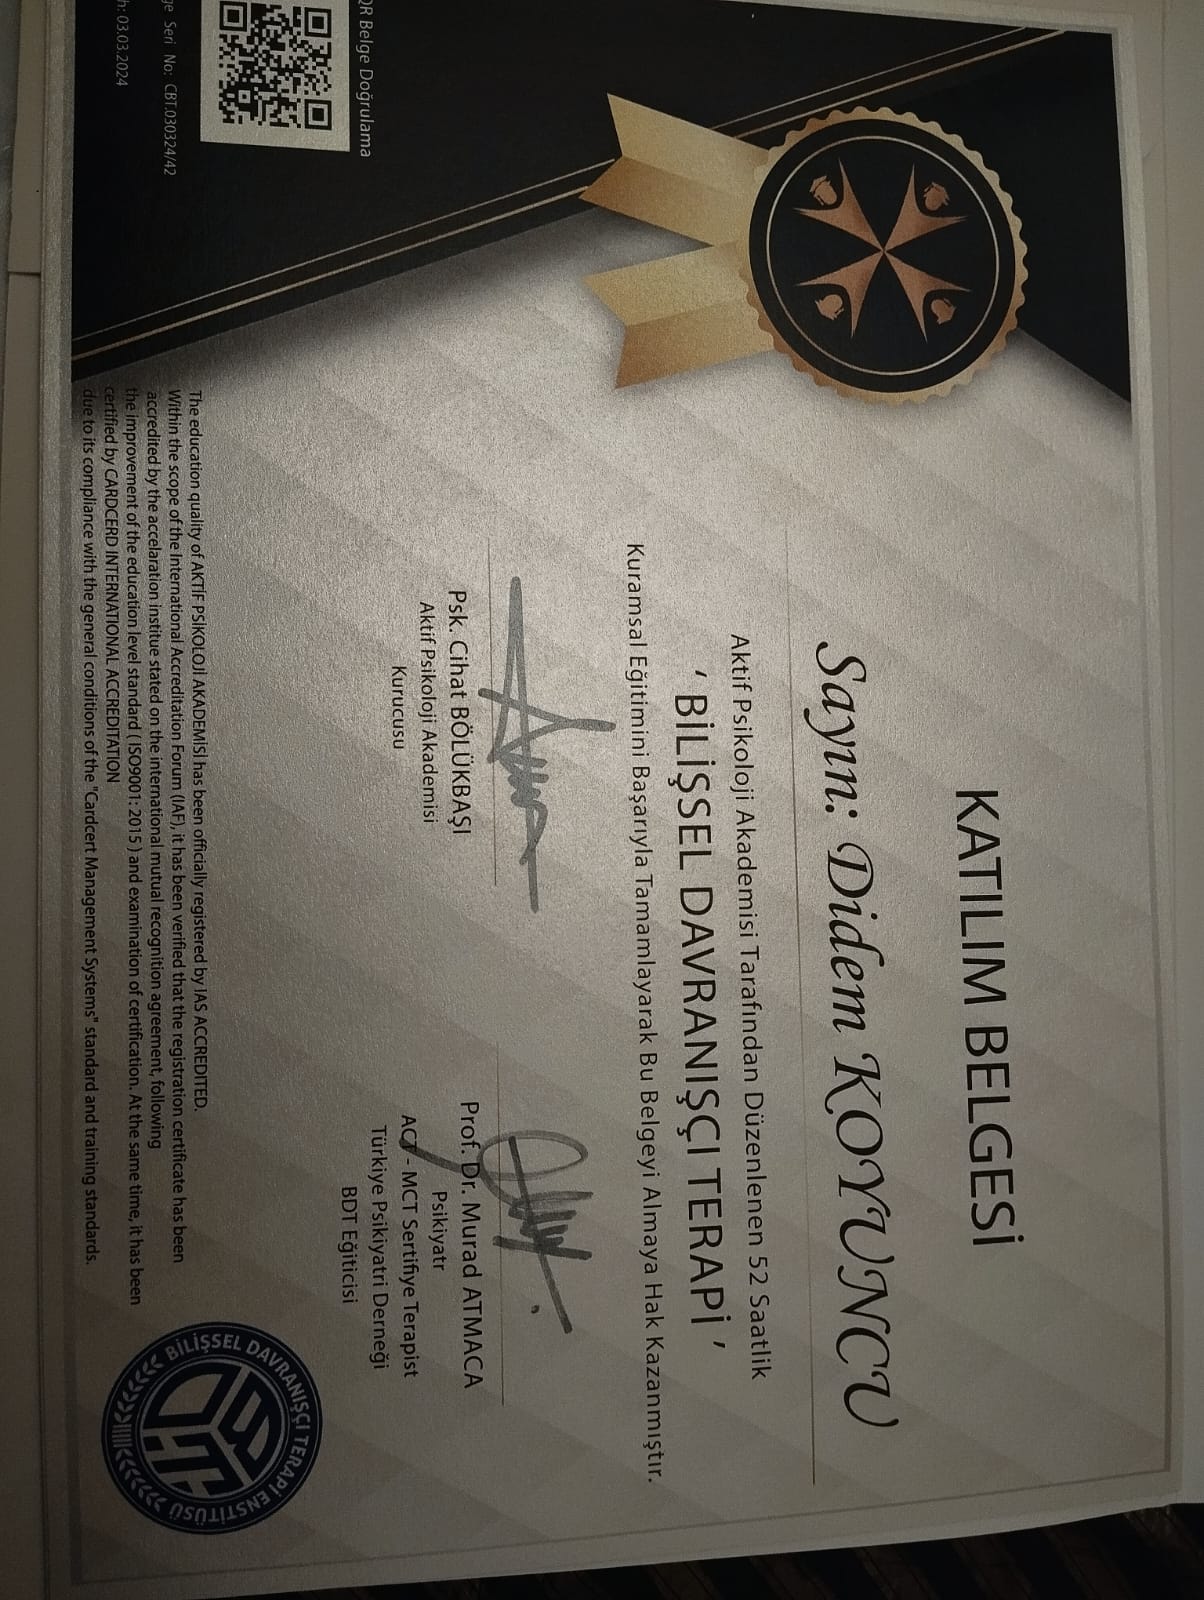 KATILIM BELGESİ
Sayın: Didem KOYUNCU
Aktif Psikoloji Akademisi Tarafından Düzenlenen 52 Saatlik
' BİLİŞSEL DAVRANIŞÇI TERAPİ '
Kuramsal Eğitimini Başarıyla Tamamlayarak Bu Belgeyi Almaya Hak Kazanmıştır.
Psk. Cihat BÖLÜKBAŞI
Aktif Psikoloji Akademisi
Kurucusu
Prof. Dr. Murad ATMACA
Psikiyatr
ACT - MCT Sertifiye Terapist
Türkiye Psikiyatri Derneği
BDT Eğiticisi
QR Belge Doğrulama
ge Seri No: CBT.030324/42
h: 03.03.2024
The education quality of AKTİF PSİKOLOJİ AKADEMİSİ has been officially registered by IAS ACCREDITED.
Within the scope of the International Accreditation Forum (IAF), it has been verified that the registration certificate has been
accredited by the accelaration institue stated on the international mutual recognition agreement, following
the improvement of the education level standard ( ISO9001: 2015 ) and examination of certification. At the same time, it has been
certified by CARDCERD INTERNATIONAL ACCREDITATION
due to its compliance with the general conditions of the "Cardcert Management Systems" standard and training standards.
BİLİŞSEL DAVRANIŞÇI TERAPİ ENSTİTÜSÜ